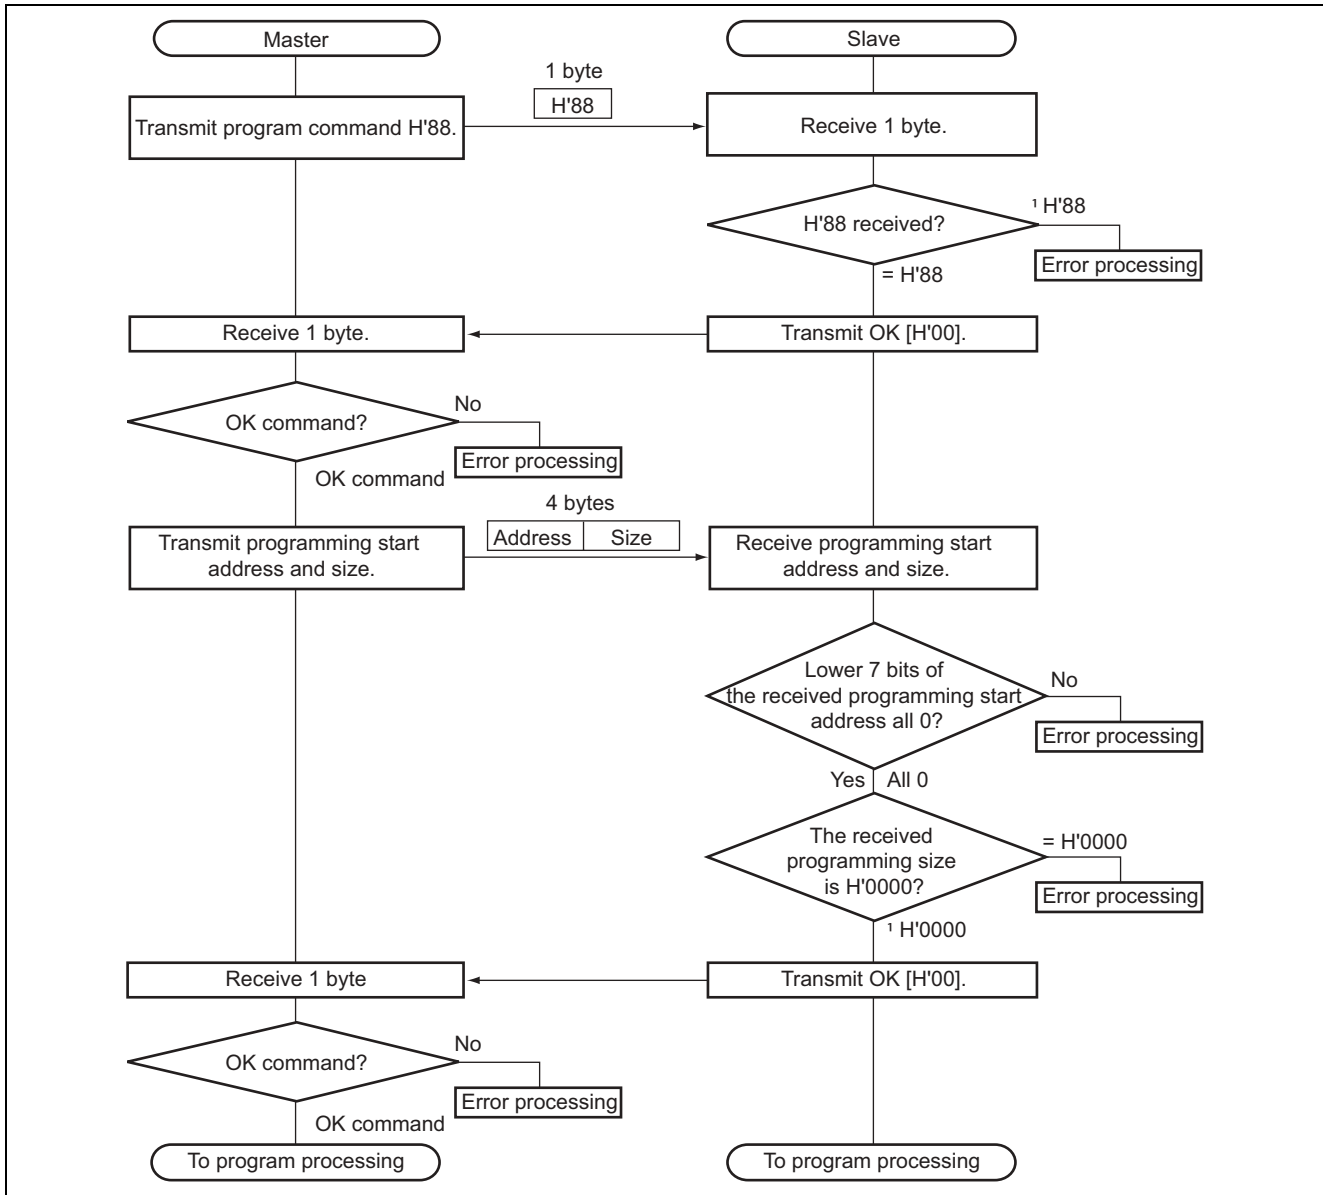 Master
Slave
1 byte
H'88
Transmit program command H'88.
Receive 1 byte.
H'88 received?
¹ H'88
Error processing
= H'88
Receive 1 byte.
Transmit OK [H'00].
OK command?
No
Error processing
OK command
4 bytes
Address
Size
Transmit programming start
address and size.
Receive programming start
address and size.
Lower 7 bits of
the received programming start
address all 0?
No
Error processing
Yes
All 0
The received
programming size
is H'0000?
= H'0000
Error processing
¹ H'0000
Receive 1 byte
Transmit OK [H'00].
OK command?
No
Error processing
OK command
To program processing
To program processing